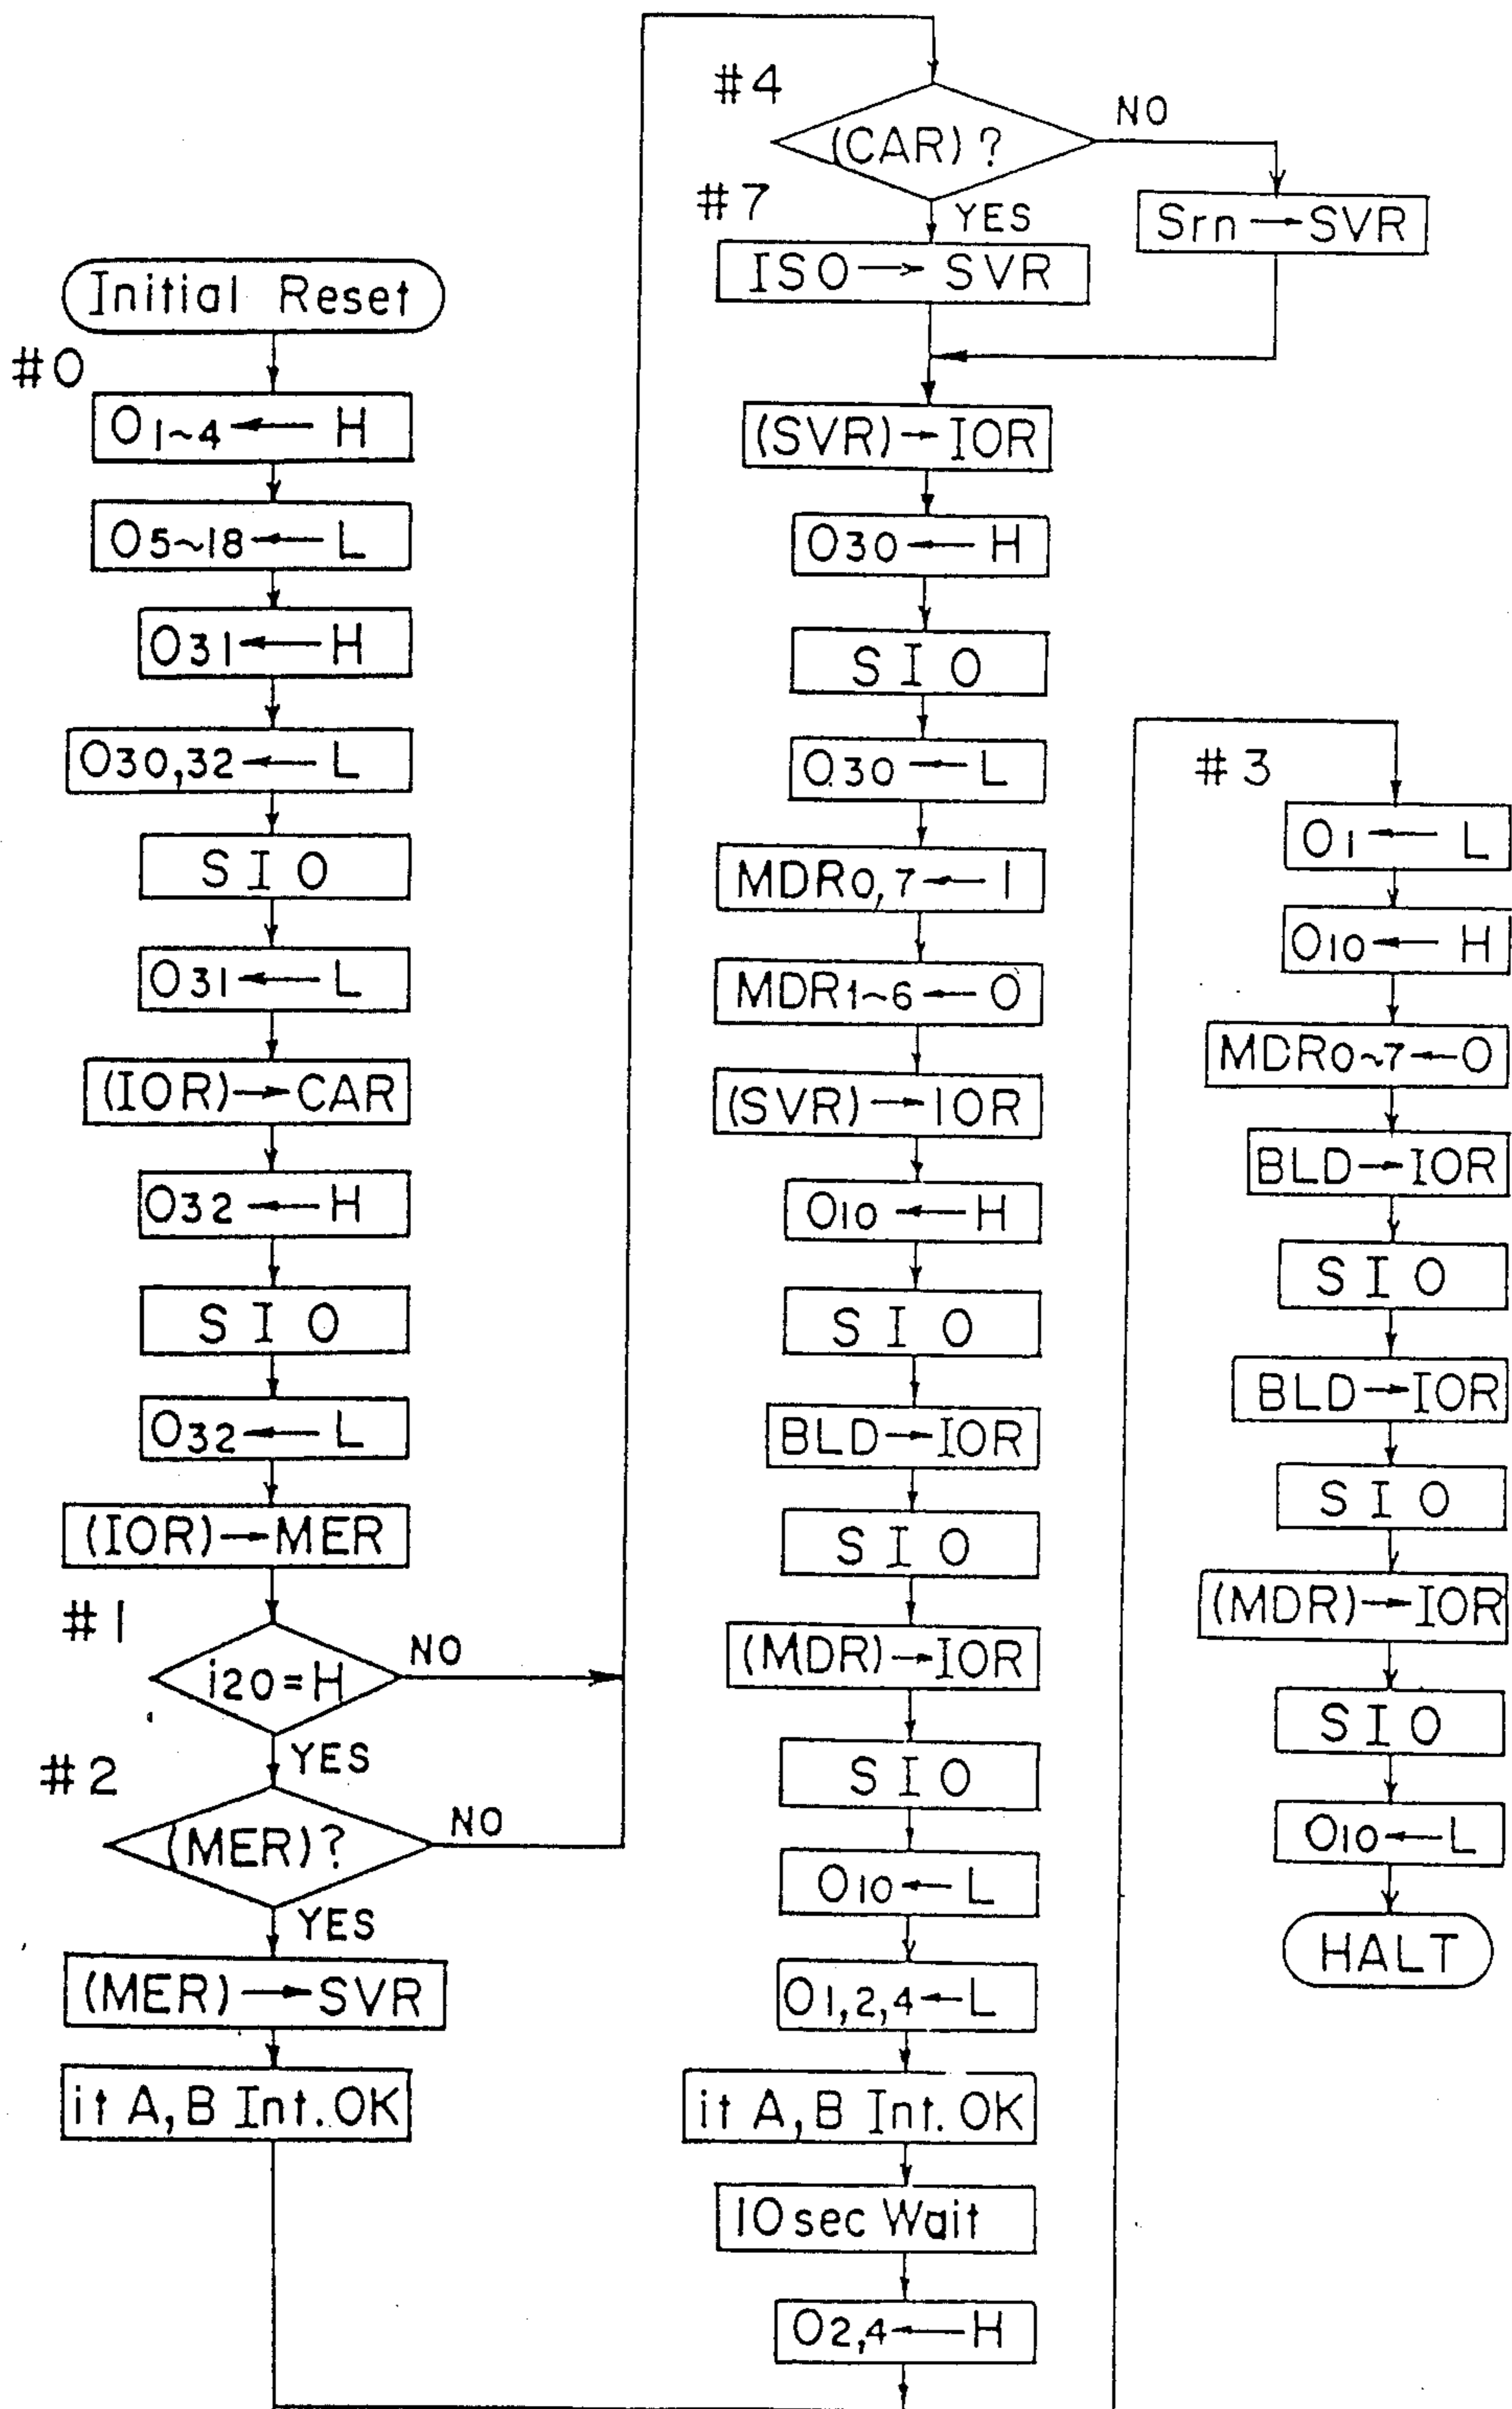 Initial Reset
#0
O1~4 ← H
O5~18 ← L
O31 ← H
O30,32 ← L
SIO
O31 ← L
(IOR) → CAR
O32 ← H
SIO
O32 ← L
(IOR) → MER
#1
i20=H
NO
YES
#2
(MER)?
NO
YES
(MER) → SVR
it A,B Int.OK
#4
(CAR)?
NO
#7
YES
Srn → SVR
ISO → SVR
(SVR) → IOR
O30 ← H
SIO
O30 ← L
MDR0,7 ← 1
MDR1~6 ← 0
(SVR) → IOR
O10 ← H
SIO
BLD → IOR
SIO
(MDR) → IOR
SIO
O10 ← L
O1,2,4 ← L
it A,B Int.OK
10sec Wait
O2,4 ← H
#3
O1 ← L
O10 ← H
MDR0~7 ← 0
BLD → IOR
SIO
BLD → IOR
SIO
(MDR) → IOR
SIO
O10 ← L
HALT